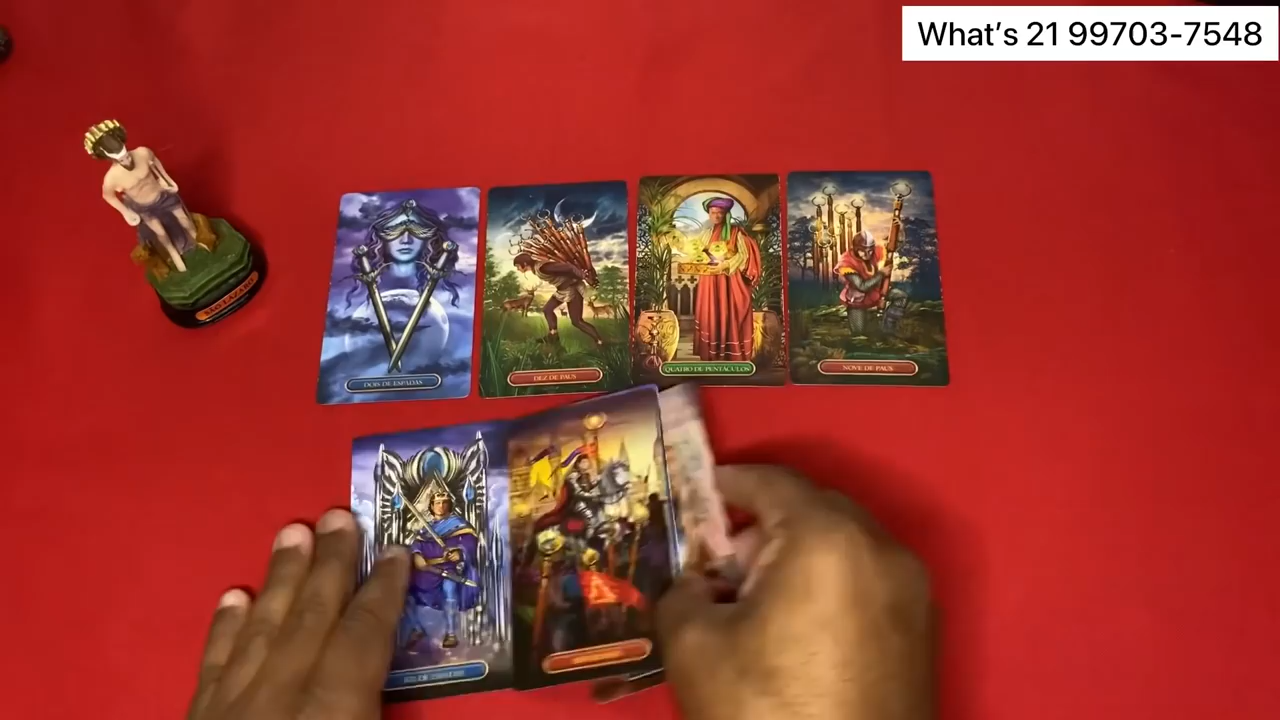 What's 21 99703-7548
DOIS DE ESPADAS
DEZ DE PAUS
QUATRO DE PENTÁCULOS
NOVE DE PAUS